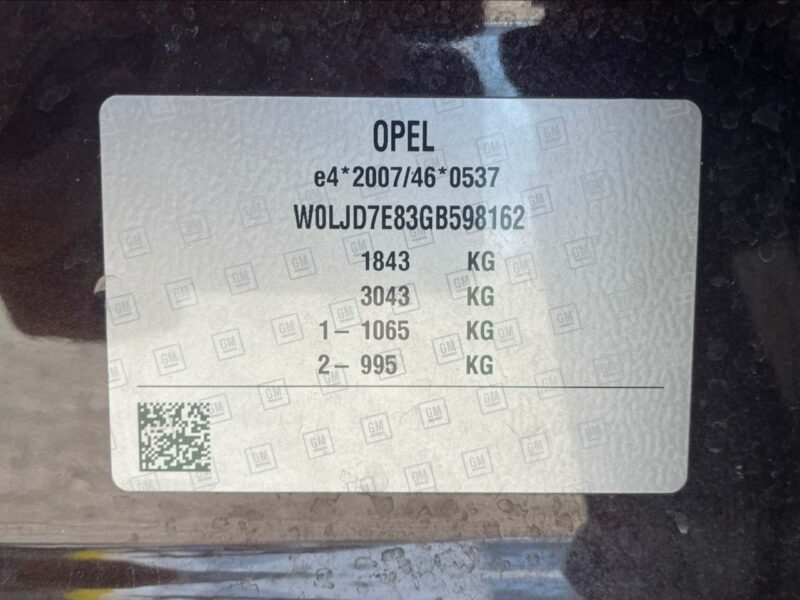 OPEL
e4*2007/46*0537
W0LJD7E83GB598162
1843 KG
3043 KG
1– 1065 KG
2– 995 KG